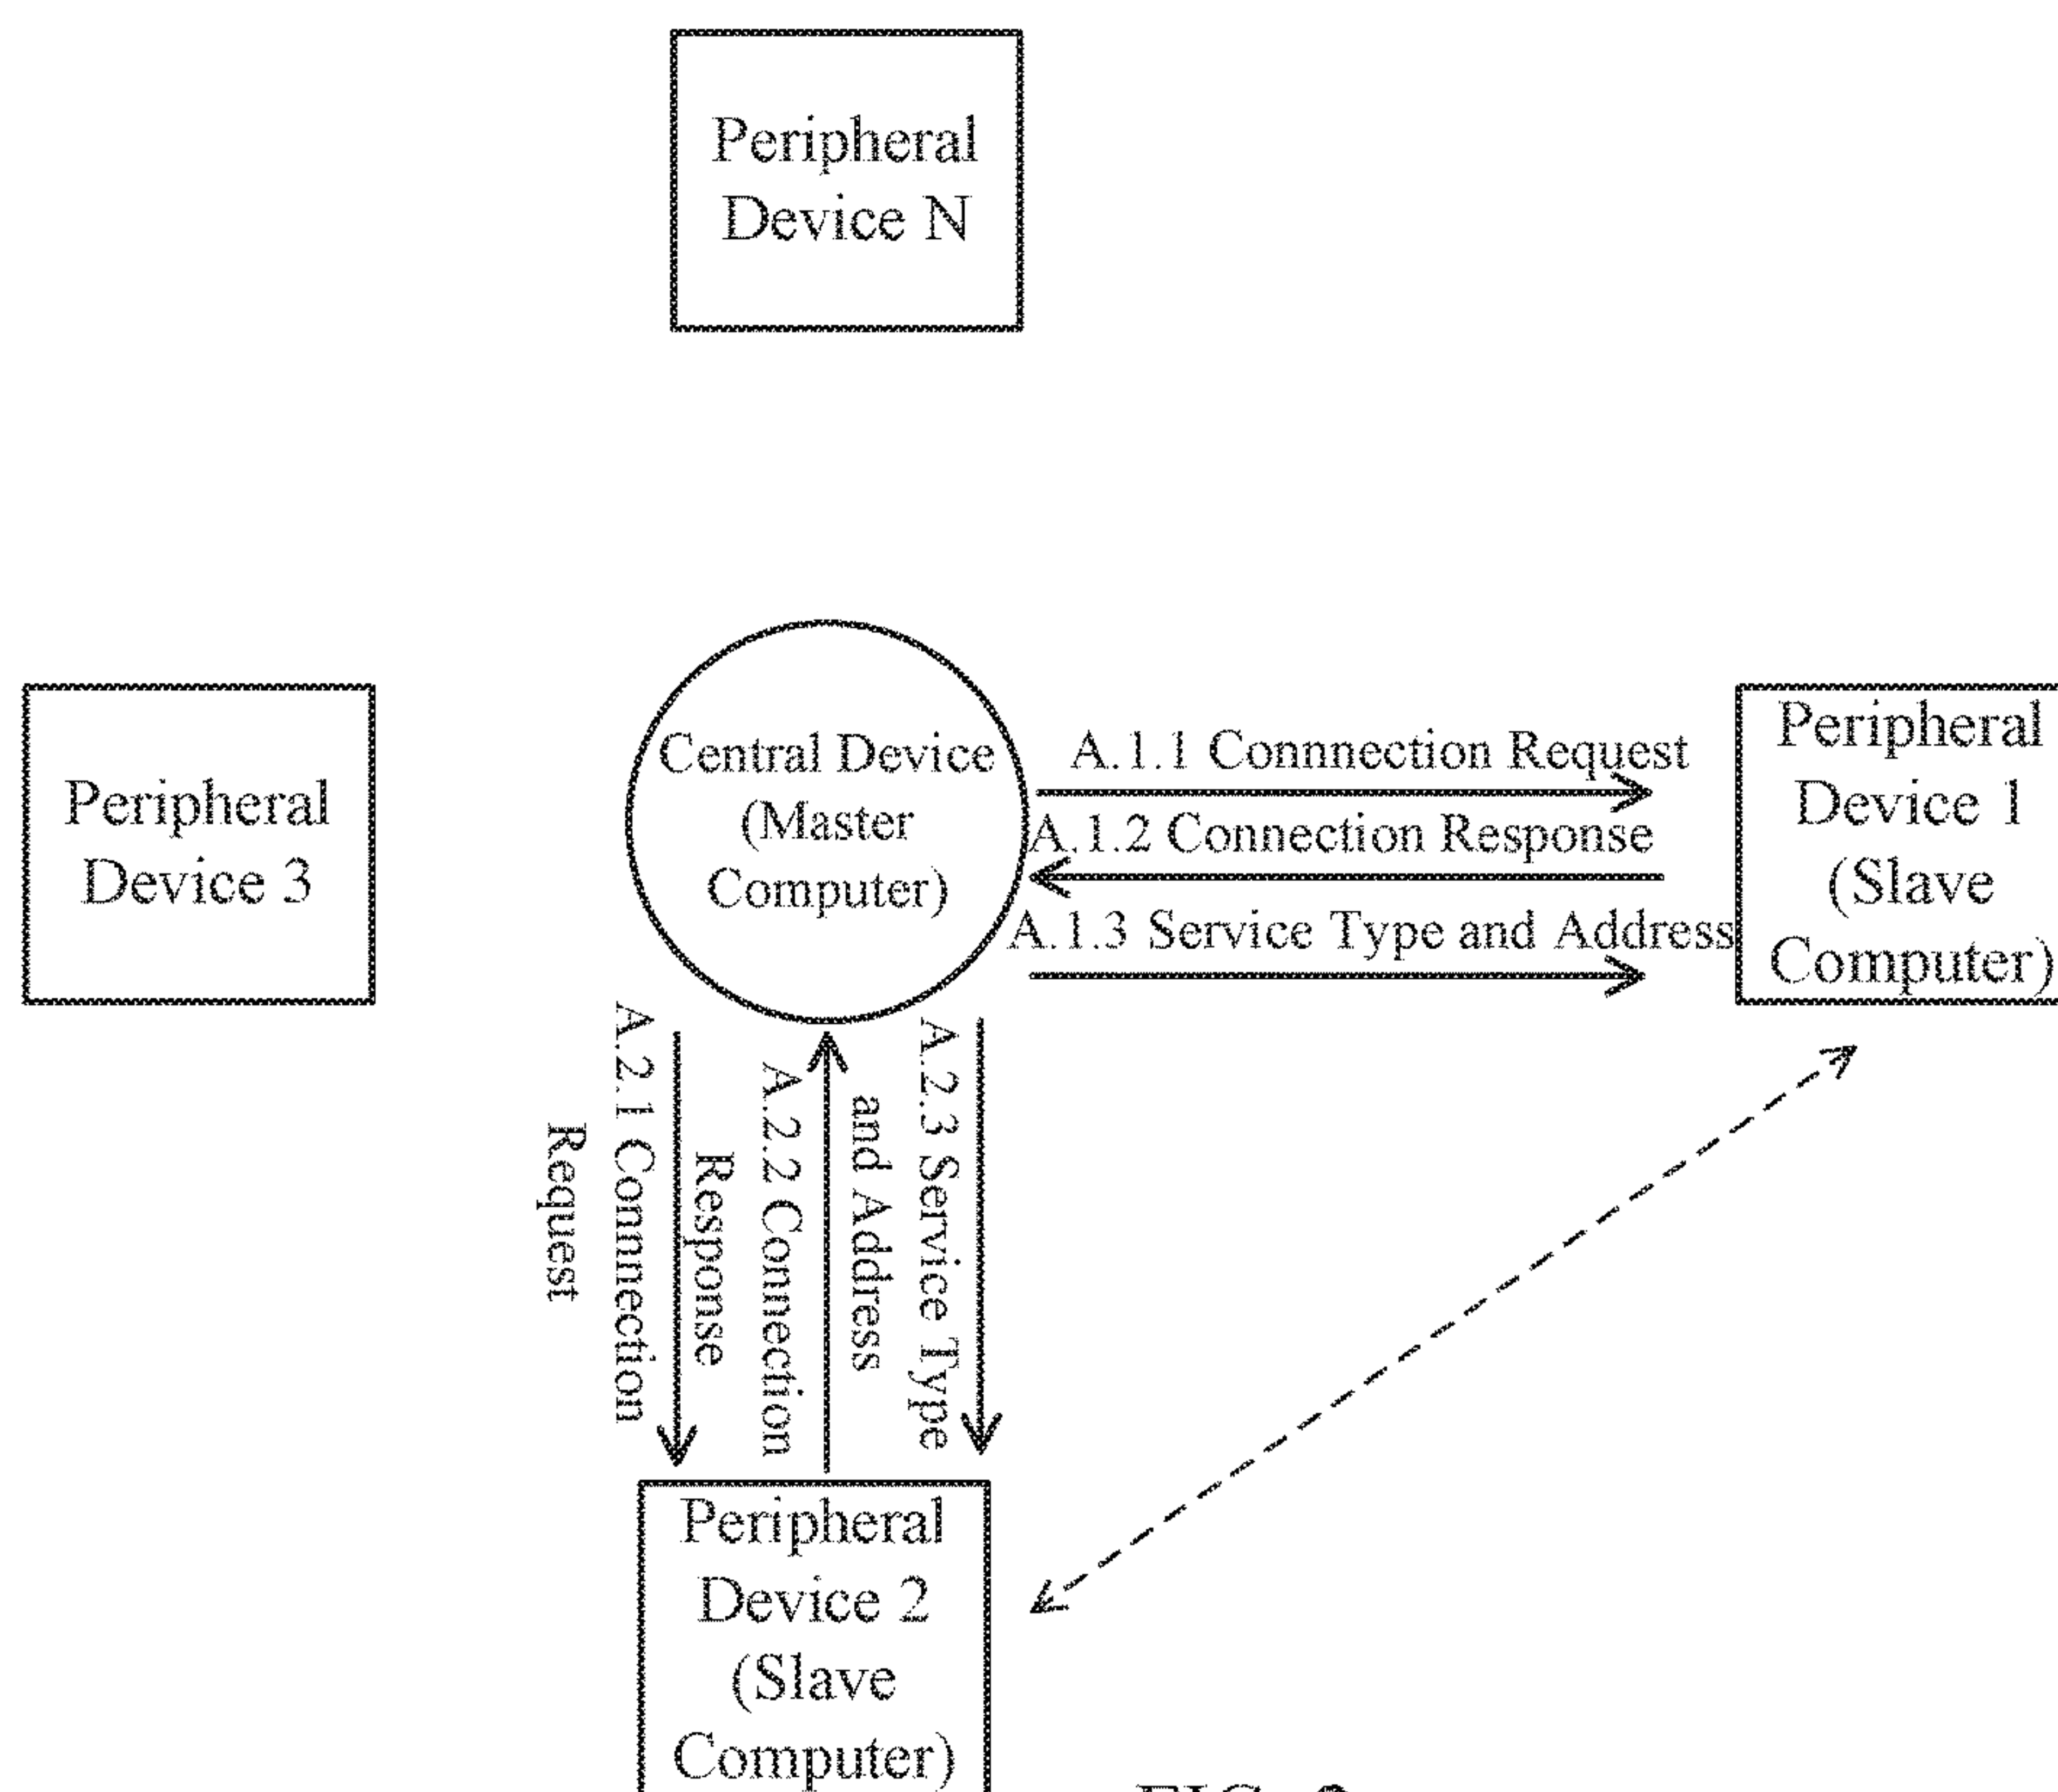 Peripheral
Device N
Peripheral
Device 3
Central Device
(Master
Computer)
A.1.1 Connnection Request
A.1.2 Connection Response
A.1.3 Service Type and Address
Peripheral
Device 1
(Slave
Computer)
A.2.1 Connnection
Request
A.2.2 Connection
Response
A.2.3 Service Type
and Address
Peripheral
Device 2
(Slave
Computer)